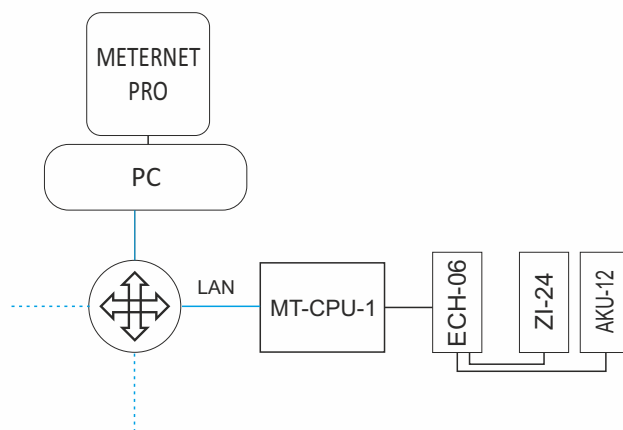 METERNET
PRO
PC
LAN
MT-CPU-1
ECH-06
ZI-24
AKU-12